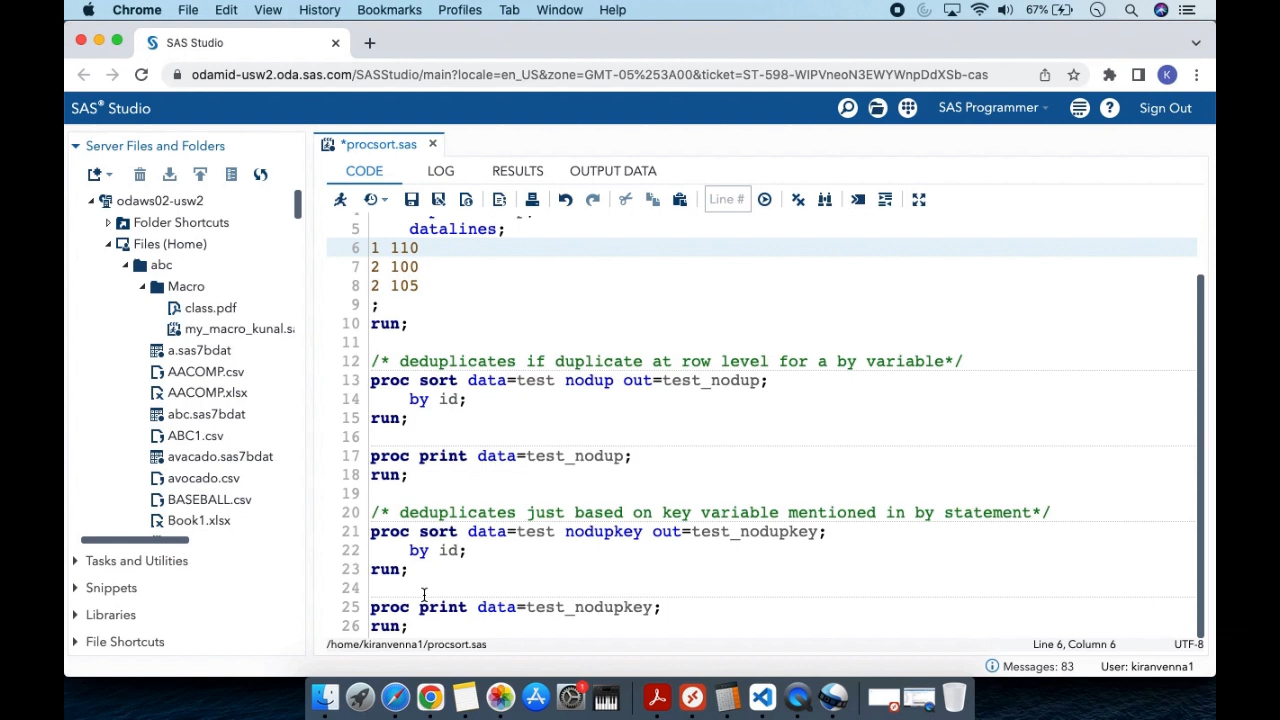 Chrome File Edit View History Bookmarks Profiles Tab Window Help 67%
SAS Studio
odamid-usw2.oda.sas.com/SASStudio/main?locale=en_US&zone=GMT-05%253A00&ticket=ST-598-WIPVneoN3EWYWnpDdXSb-cas K
SAS® Studio SAS Programmer Sign Out
Server Files and Folders
odaws02-usw2
Folder Shortcuts
Files (Home)
abc
Macro
class.pdf
my_macro_kunal.sa
a.sas7bdat
AACOMP.csv
AACOMP.xlsx
abc.sas7bdat
ABC1.csv
avacado.sas7bdat
avocado.csv
BASEBALL.csv
Book1.xlsx
Tasks and Utilities
Snippets
Libraries
File Shortcuts
*procsort.sas
CODE LOG RESULTS OUTPUT DATA
Line #
5 datalines;
6 1 110
7 2 100
8 2 105
9 ;
10 run;
11
12 /* deduplicates if duplicate at row level for a by variable*/
13 proc sort data=test nodup out=test_nodup;
14 by id;
15 run;
16
17 proc print data=test_nodup;
18 run;
19
20 /* deduplicates just based on key variable mentioned in by statement*/
21 proc sort data=test nodupkey out=test_nodupkey;
22 by id;
23 run;
24
25 proc print data=test_nodupkey;
26 run;
/home/kiranvenna1/procsort.sas Line 6, Column 6 UTF-8
Messages: 83 User: kiranvenna1
1